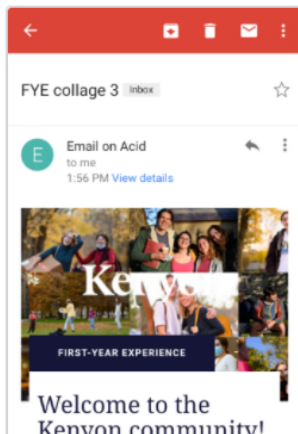 FYE collage 3 Inbox
E
Email on Acid
to me
1:56 PM View details
Kenyon
FIRST-YEAR EXPERIENCE
Welcome to the
Kenyon community!